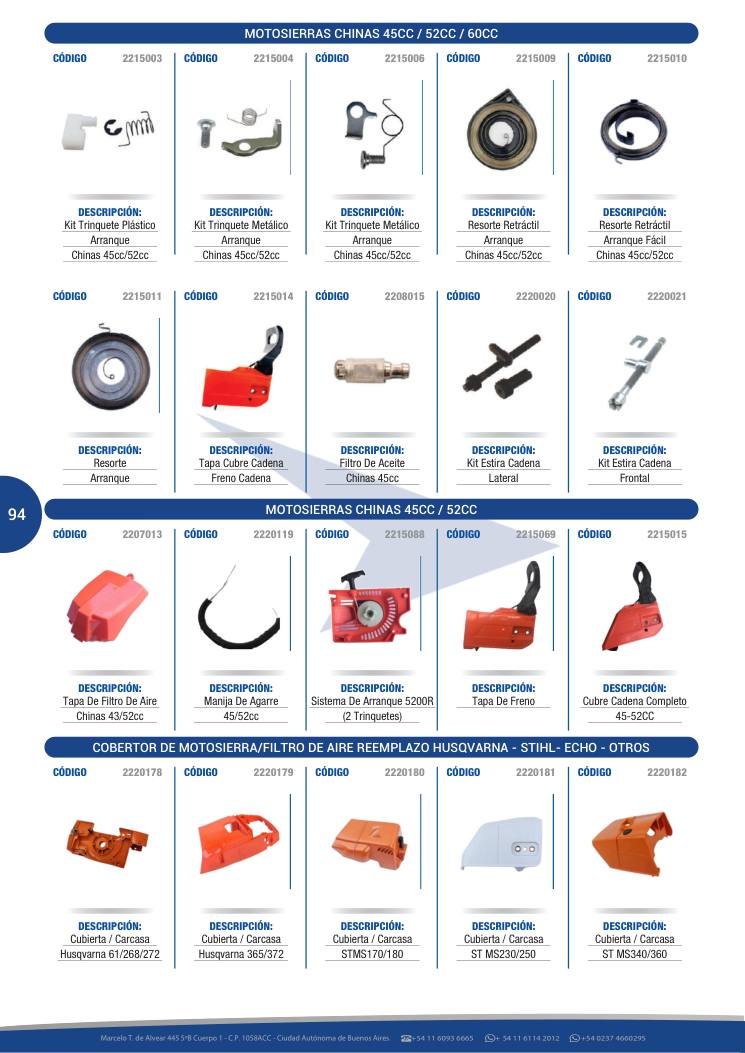 MOTOSIERRAS CHINAS 45CC / 52CC / 60CC
CÓDIGO 2215003
DESCRIPCIÓN:
Kit Trinquete Plástico
Arranque
Chinas 45cc/52cc
CÓDIGO 2215004
DESCRIPCIÓN:
Kit Trinquete Metálico
Arranque
Chinas 45cc/52cc
CÓDIGO 2215006
DESCRIPCIÓN:
Kit Trinquete Metálico
Arranque
Chinas 45cc/52cc
CÓDIGO 2215009
DESCRIPCIÓN:
Resorte Retráctil
Arranque
Chinas 45cc/52cc
CÓDIGO 2215010
DESCRIPCIÓN:
Resorte Retráctil
Arranque Fácil
Chinas 45cc/52cc
CÓDIGO 2215011
DESCRIPCIÓN:
Resorte
Arranque
CÓDIGO 2215014
DESCRIPCIÓN:
Tapa Cubre Cadena
Freno Cadena
CÓDIGO 2208015
DESCRIPCIÓN:
Filtro De Aceite
Chinas 45cc
CÓDIGO 2220020
DESCRIPCIÓN:
Kit Estira Cadena
Lateral
CÓDIGO 2220021
DESCRIPCIÓN:
Kit Estira Cadena
Frontal
94
MOTOSIERRAS CHINAS 45CC / 52CC
CÓDIGO 2207013
DESCRIPCIÓN:
Tapa De Filtro De Aire
Chinas 43/52cc
CÓDIGO 2220119
DESCRIPCIÓN:
Manija De Agarre
45/52cc
CÓDIGO 2215088
DESCRIPCIÓN:
Sistema De Arranque 5200R
(2 Trinquetes)
CÓDIGO 2215069
DESCRIPCIÓN:
Tapa De Freno
CÓDIGO 2215015
DESCRIPCIÓN:
Cubre Cadena Completo
45-52CC
COBERTOR DE MOTOSIERRA/FILTRO DE AIRE REEMPLAZO HUSQVARNA - STIHL- ECHO - OTROS
CÓDIGO 2220178
DESCRIPCIÓN:
Cubierta / Carcasa
Husqvarna 61/268/272
CÓDIGO 2220179
DESCRIPCIÓN:
Cubierta / Carcasa
Husqvarna 365/372
CÓDIGO 2220180
DESCRIPCIÓN:
Cubierta / Carcasa
STMS170/180
CÓDIGO 2220181
DESCRIPCIÓN:
Cubierta / Carcasa
ST MS230/250
CÓDIGO 2220182
DESCRIPCIÓN:
Cubierta / Carcasa
ST MS340/360
Marcelo T. de Alvear 445 5ºB Cuerpo 1 - C.P. 1058ACC - Ciudad Autónoma de Buenos Aires. +54 11 6093 6665 + 54 11 6114 2012 +54 0237 4660295